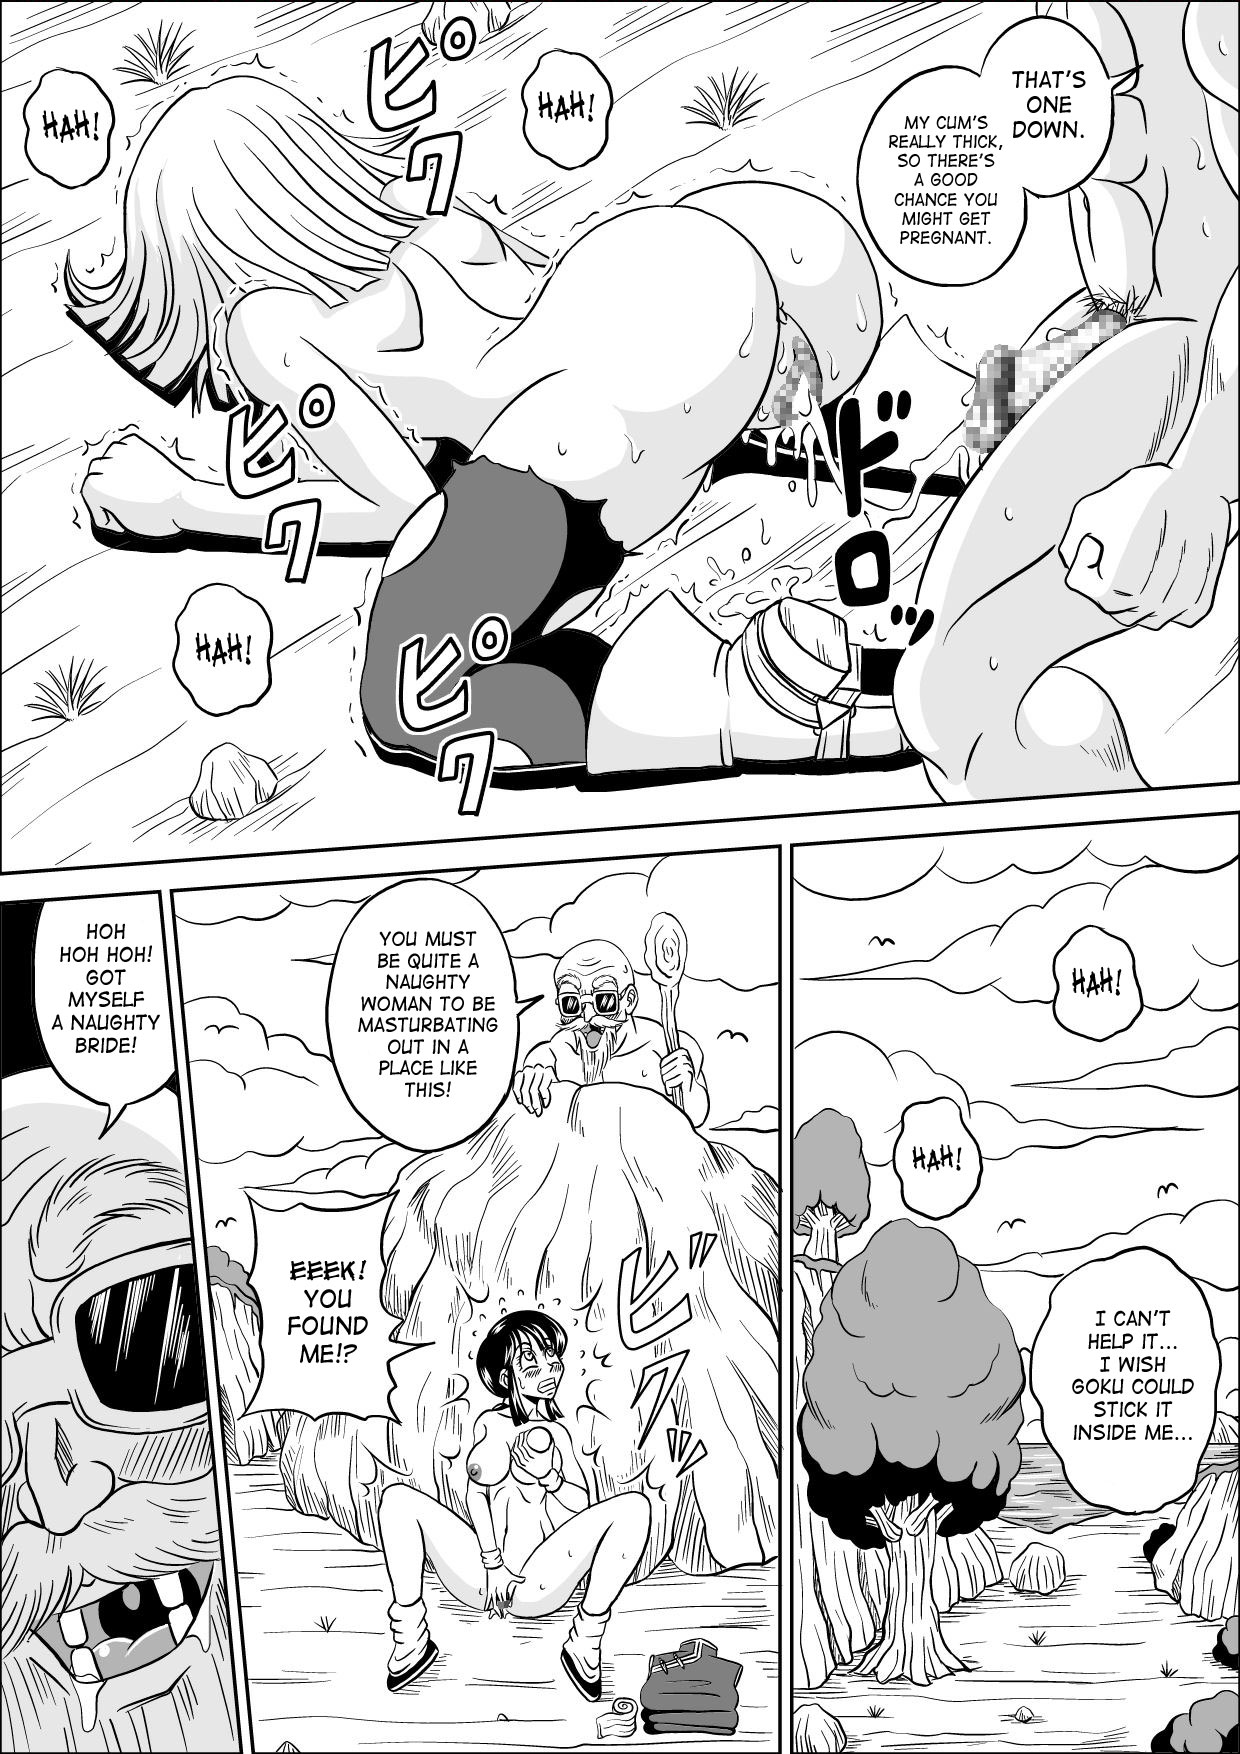 THAT'S
ONE
DOWN.
MY CUM'S
REALLY THICK,
SO THERE'S
A GOOD
CHANCE YOU
MIGHT GET
PREGNANT.
HAH!
HAH!
HAH!
ピク
ピク
ピク
ドロッ
HAH!
HAH!
I CAN'T
HELP IT...
I WISH
GOKU COULD
STICK IT
INSIDE ME...
YOU MUST
BE QUITE A
NAUGHTY
WOMAN TO BE
MASTURBATING
OUT IN A
PLACE LIKE
THIS!
EEEK!
YOU
FOUND
ME!?
ビクッ
HOH
HOH HOH!
GOT
MYSELF
A NAUGHTY
BRIDE!